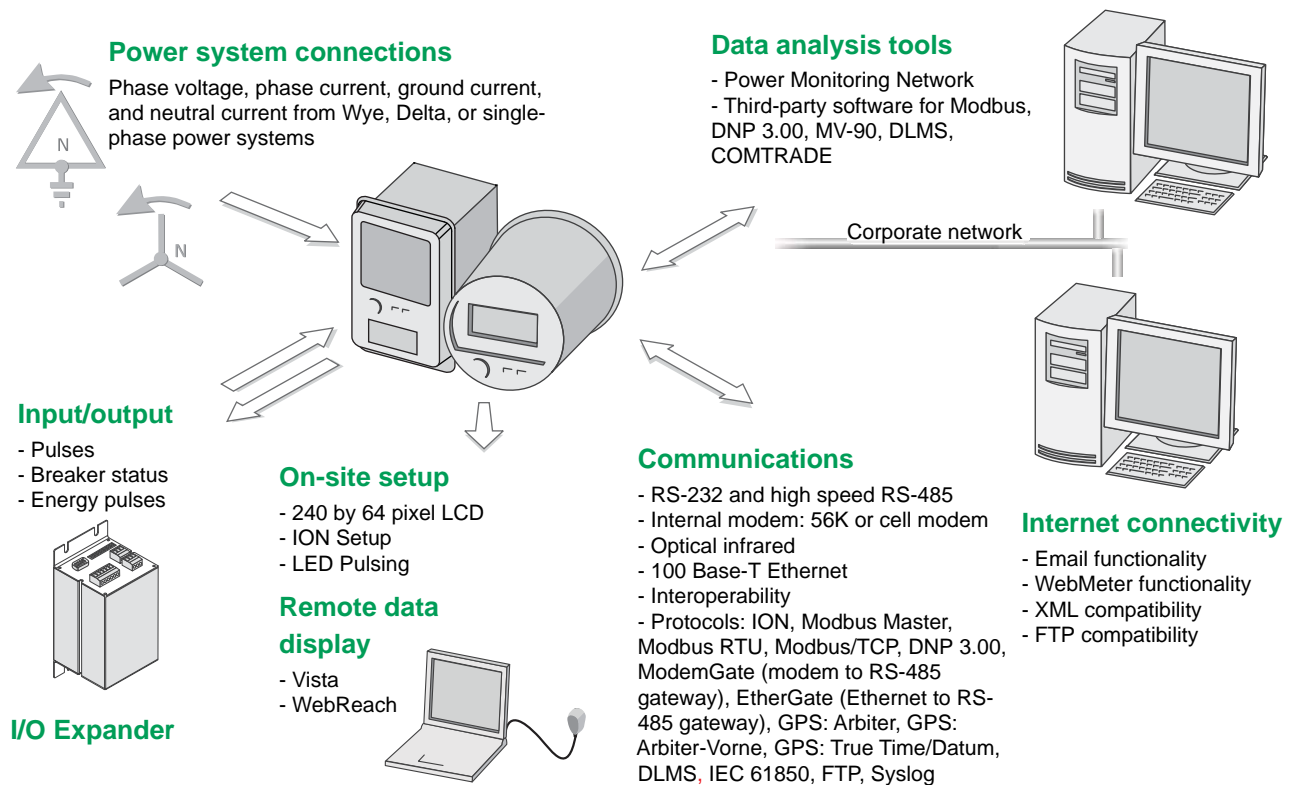 Power system connections
Phase voltage, phase current, ground current,
and neutral current from Wye, Delta, or single-
phase power systems
N
N
Data analysis tools
- Power Monitoring Network
- Third-party software for Modbus,
DNP 3.00, MV-90, DLMS,
COMTRADE
Corporate network
Input/output
- Pulses
- Breaker status
- Energy pulses
I/O Expander
On-site setup
- 240 by 64 pixel LCD
- ION Setup
- LED Pulsing
Remote data
display
- Vista
- WebReach
Communications
- RS-232 and high speed RS-485
- Internal modem: 56K or cell modem
- Optical infrared
- 100 Base-T Ethernet
- Interoperability
- Protocols: ION, Modbus Master,
Modbus RTU, Modbus/TCP, DNP 3.00,
ModemGate (modem to RS-485
gateway), EtherGate (Ethernet to RS-
485 gateway), GPS: Arbiter, GPS:
Arbiter-Vorne, GPS: True Time/Datum,
DLMS, IEC 61850, FTP, Syslog
Internet connectivity
- Email functionality
- WebMeter functionality
- XML compatibility
- FTP compatibility